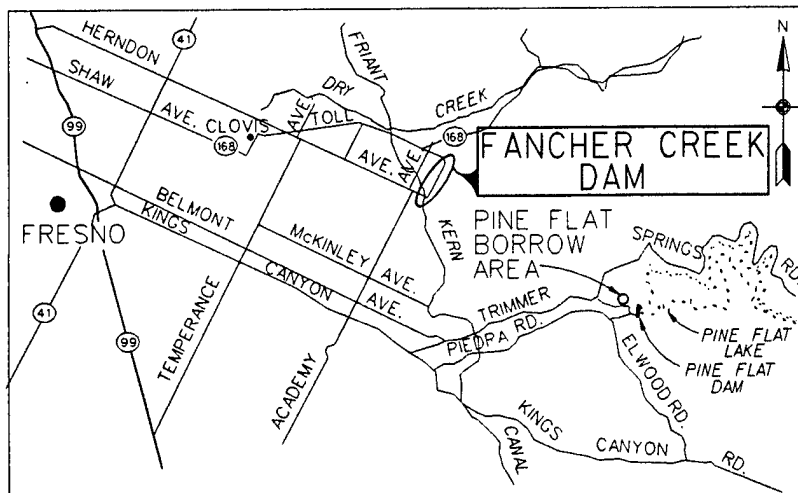 HERNDON
SHAW
AVE.
41
99
168
CLOVIS
AVE
DRY
CREEK
TOLL
FRIANT
KERN
CANAL
168
AVE.
AVE
N
FANCHER CREEK
DAM
FRESNO
BELMONT
AVE.
KINGS
CANYON
McKINLEY AVE.
TEMPERANCE
ACADEMY
41
99
PINE FLAT
BORROW
AREA
SPRINGS
RD.
TRIMMER
PIEDRA RD.
PINE FLAT
LAKE
PINE FLAT
DAM
ELWOOD RD.
KINGS
CANYON
RD.